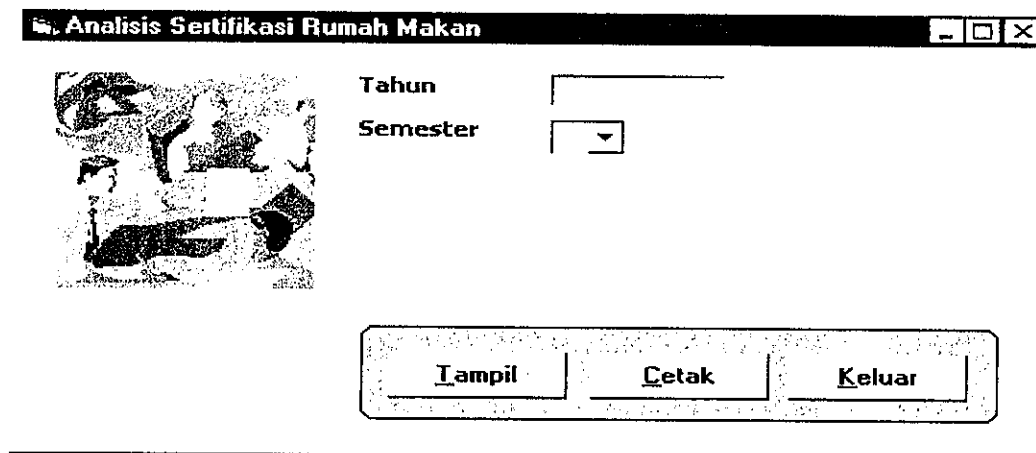 Analisis Sertifikasi Rumah Makan
Tahun
Semester
Tampil
Cetak
Keluar